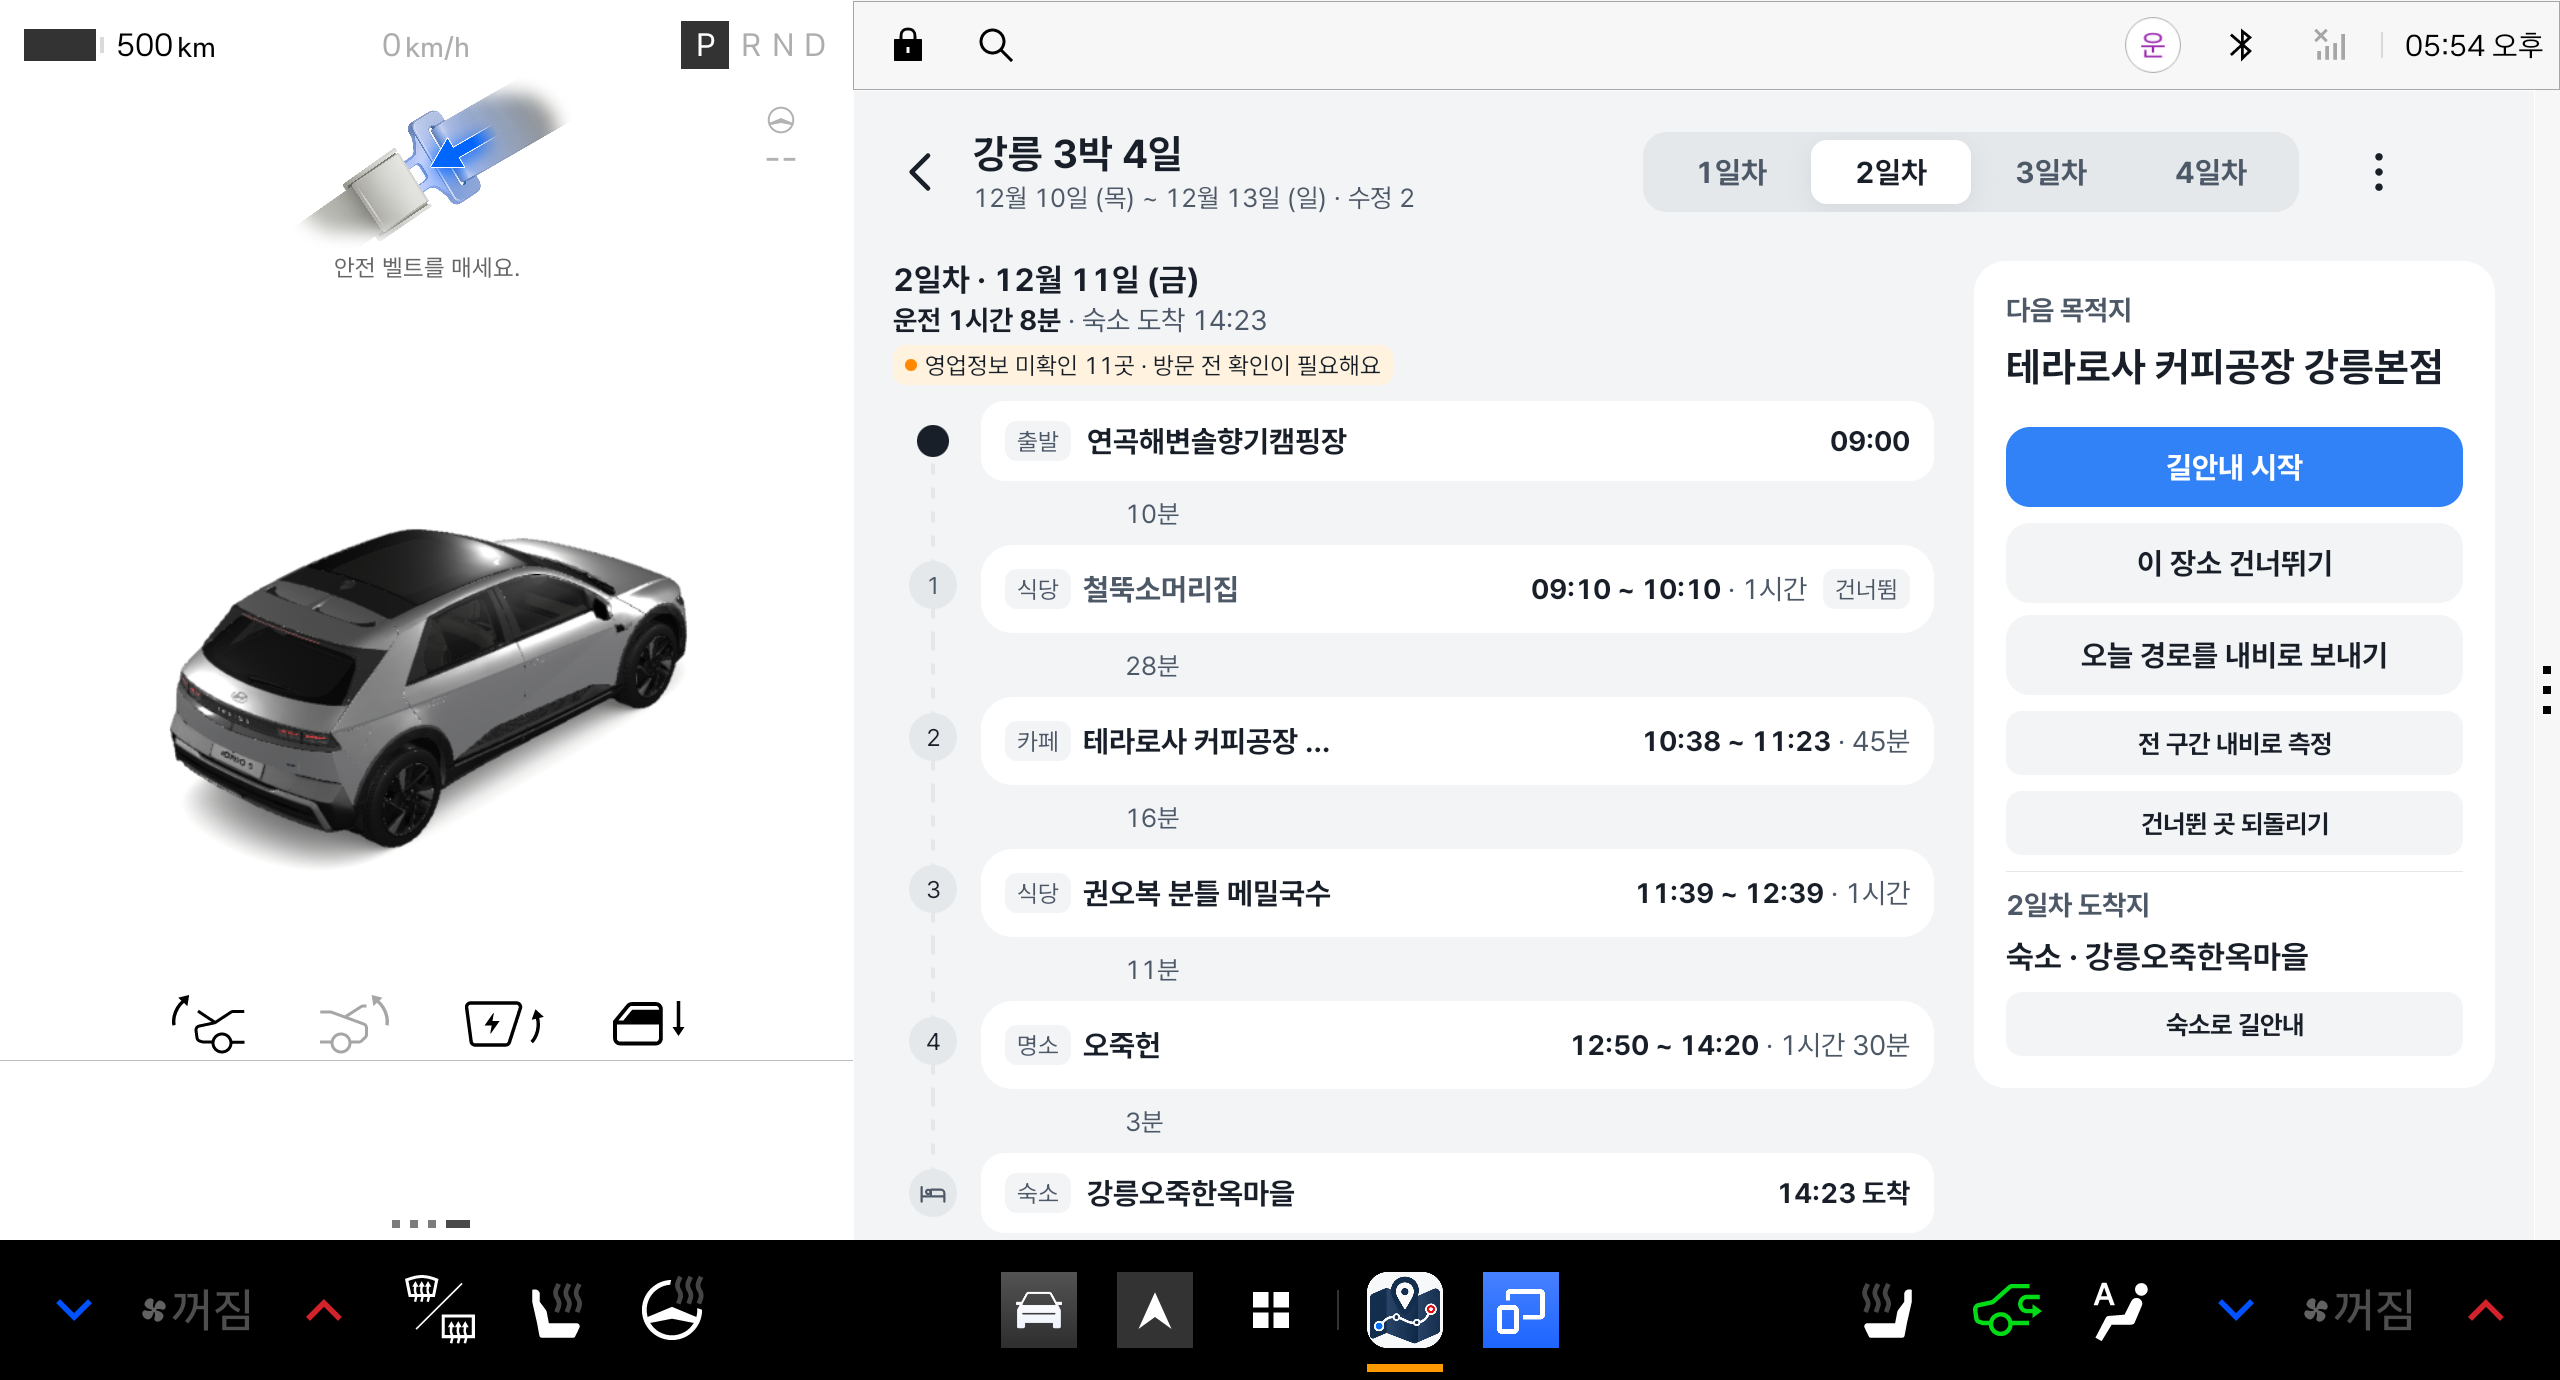 500 km
0 km/h
P R N D
운
05:54 오후
안전 벨트를 매세요.
강릉 3박 4일
12월 10일 (목) ~ 12월 13일 (일) · 수정 2
1일차
2일차
3일차
4일차
2일차 · 12월 11일 (금)
운전 1시간 8분 · 숙소 도착 14:23
영업정보 미확인 11곳 · 방문 전 확인이 필요해요
출발 연곡해변솔향기캠핑장 09:00
10분
1 식당 철뚝소머리집 09:10 ~ 10:10 · 1시간 건너뜀
28분
2 카페 테라로사 커피공장 ... 10:38 ~ 11:23 · 45분
16분
3 식당 권오복 분틀 메밀국수 11:39 ~ 12:39 · 1시간
11분
4 명소 오죽헌 12:50 ~ 14:20 · 1시간 30분
3분
숙소 강릉오죽한옥마을 14:23 도착
다음 목적지
테라로사 커피공장 강릉본점
길안내 시작
이 장소 건너뛰기
오늘 경로를 내비로 보내기
전 구간 내비로 측정
건너뛴 곳 되돌리기
2일차 도착지
숙소 · 강릉오죽한옥마을
숙소로 길안내
꺼짐
A
꺼짐